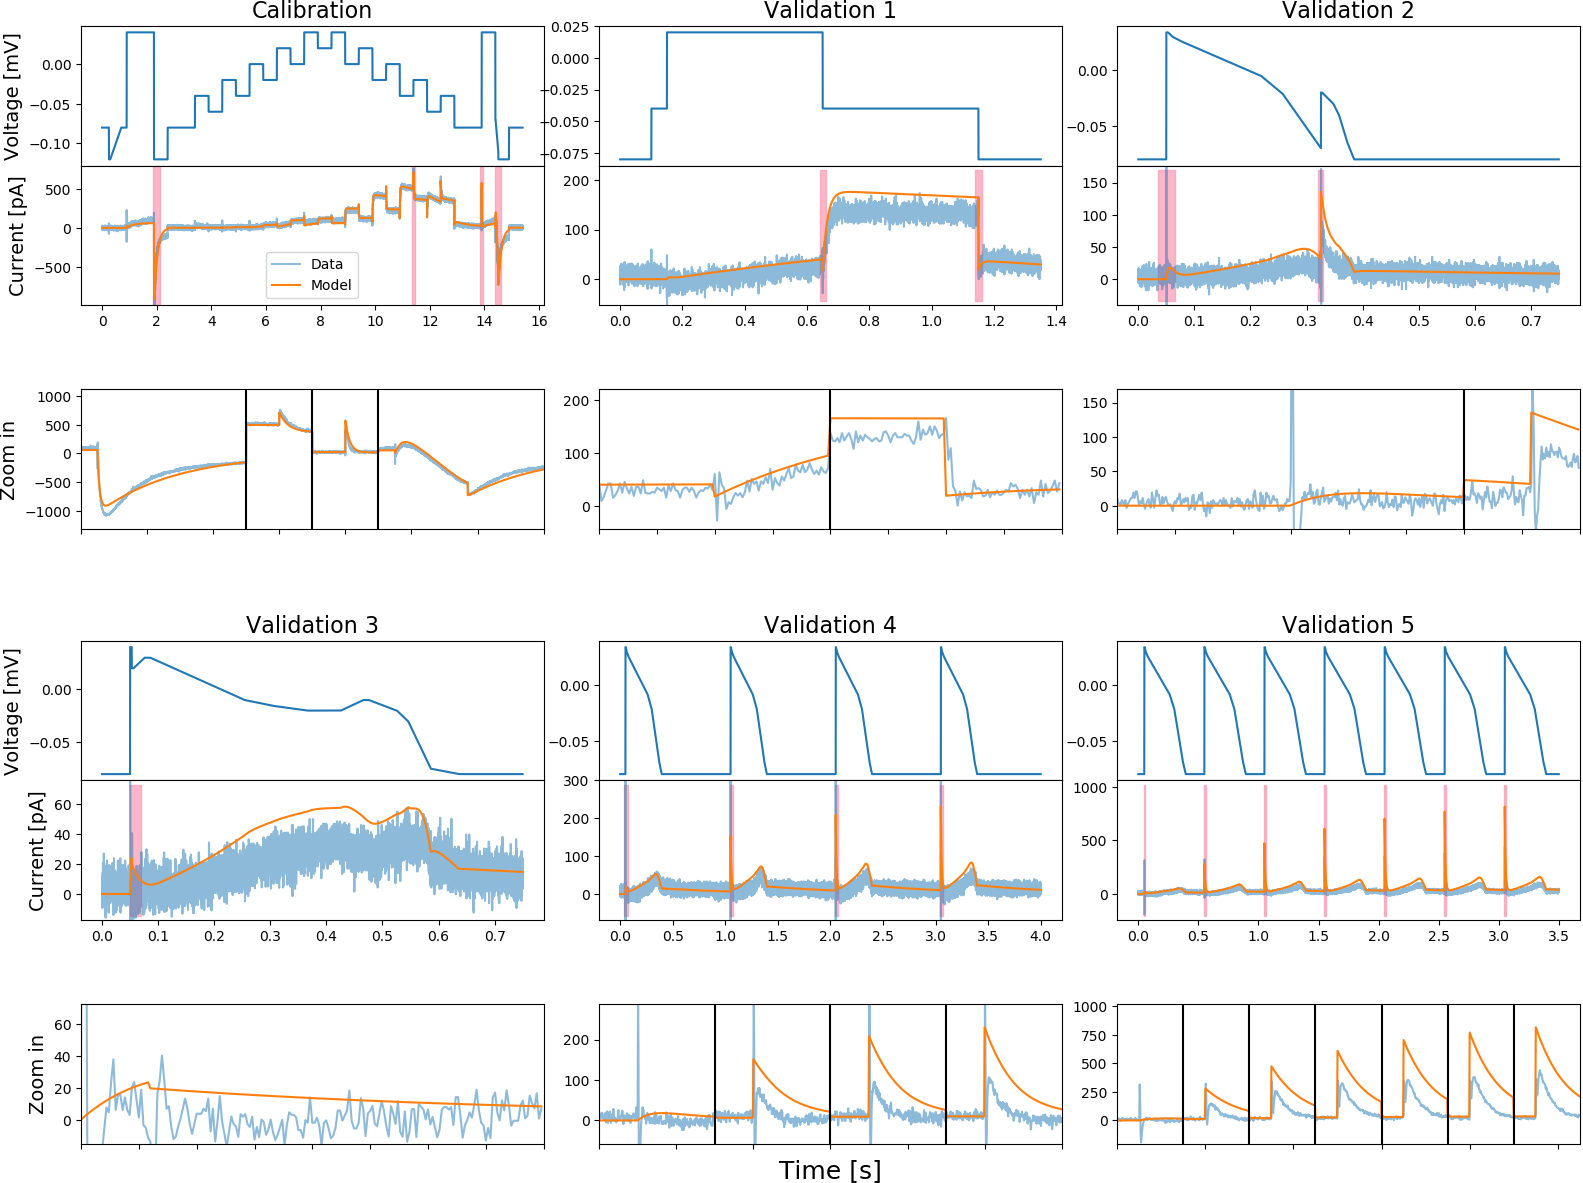 Calibration
Validation 1
Validation 2
Voltage [mV]
0.00
−0.05
−0.10
0.025
0.000
−0.025
−0.050
−0.075
0.00
−0.05
Current [pA]
500
0
−500
Data
Model
200
100
0
150
100
50
0
0 2 4 6 8 10 12 14 16
0.0 0.2 0.4 0.6 0.8 1.0 1.2 1.4
0.0 0.1 0.2 0.3 0.4 0.5 0.6 0.7
Zoom in
1000
500
0
−500
−1000
200
100
0
150
100
50
0
Validation 3
Validation 4
Validation 5
Voltage [mV]
0.00
−0.05
0.00
−0.05
0.00
−0.05
Current [pA]
60
40
20
0
300
200
100
0
1000
500
0
0.0 0.1 0.2 0.3 0.4 0.5 0.6 0.7
0.0 0.5 1.0 1.5 2.0 2.5 3.0 3.5 4.0
0.0 0.5 1.0 1.5 2.0 2.5 3.0 3.5
Zoom in
60
40
20
0
200
100
0
1000
750
500
250
0
Time [s]